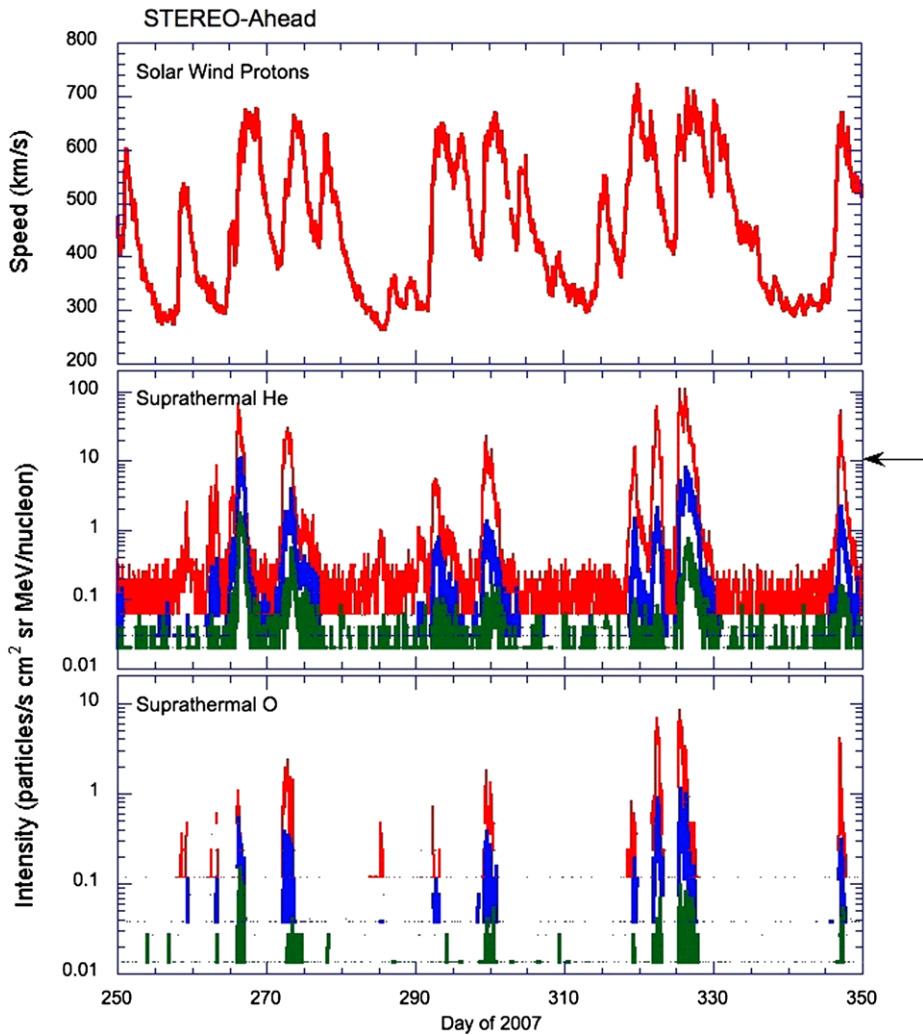 STEREO-Ahead
800
Solar Wind Protons
700
600
500
400
300
200
Speed (km/s)
100
Suprathermal He
10
1
0.1
0.01
Intensity (particles/s cm² sr MeV/nucleon)
10
Suprathermal O
1
0.1
0.01
250 270 290 310 330 350
Day of 2007